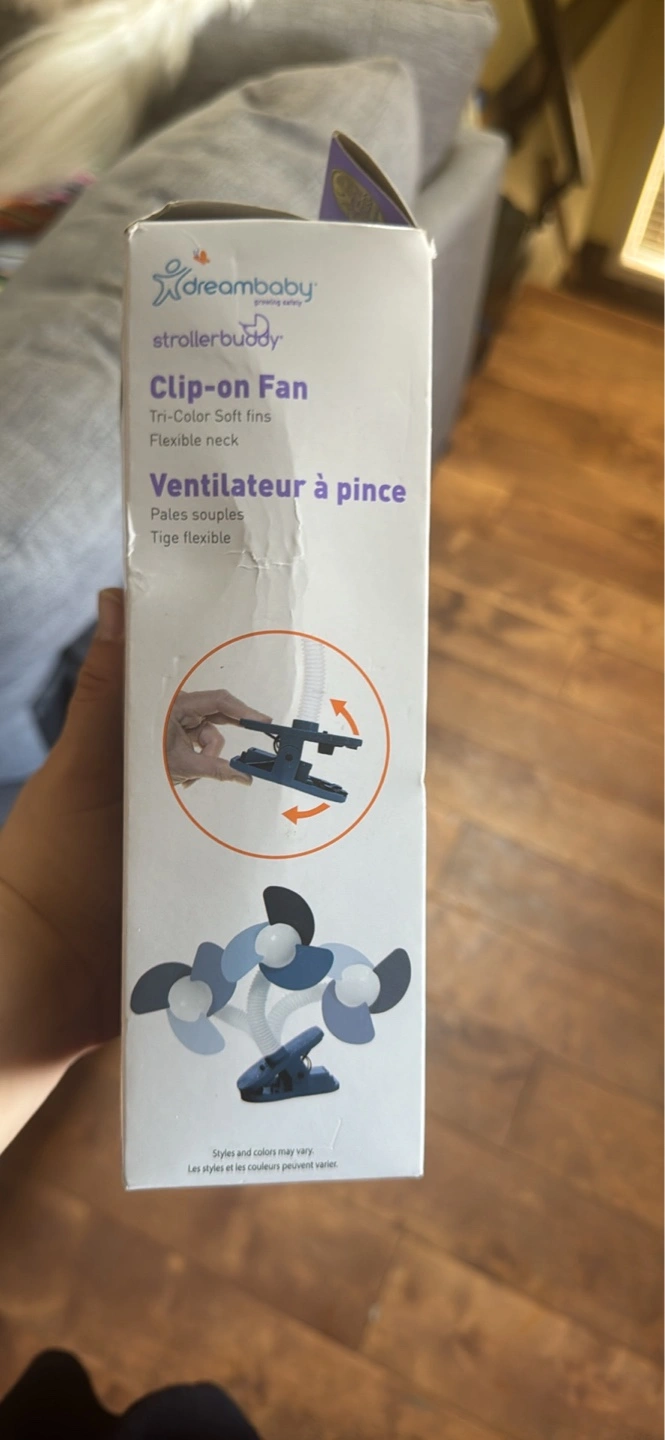 dreambaby
growing safely
strollerbuddy
Clip-on Fan
Tri-Color Soft fins
Flexible neck
Ventilateur à pince
Pales souples
Tige flexible
Styles and colors may vary.
Les styles et les couleurs peuvent varier.